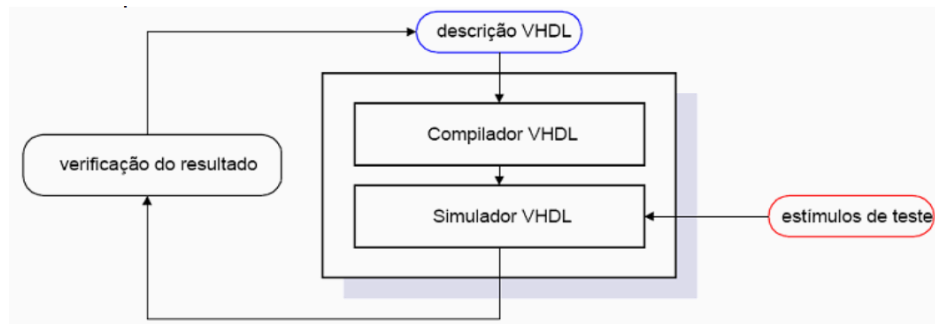 descrição VHDL
Compilador VHDL
verificação do resultado
Simulador VHDL
estímulos de teste